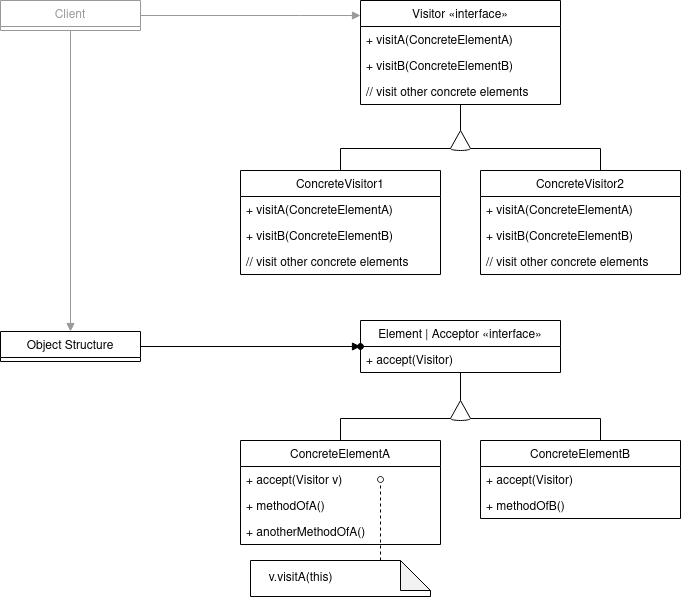 Client
Visitor «interface»
+ visitA(ConcreteElementA)
+ visitB(ConcreteElementB)
// visit other concrete elements
ConcreteVisitor1
+ visitA(ConcreteElementA)
+ visitB(ConcreteElementB)
// visit other concrete elements
ConcreteVisitor2
+ visitA(ConcreteElementA)
+ visitB(ConcreteElementB)
// visit other concrete elements
Object Structure
Element | Acceptor «interface»
+ accept(Visitor)
ConcreteElementA
+ accept(Visitor v)
+ methodOfA()
+ anotherMethodOfA()
ConcreteElementB
+ accept(Visitor)
+ methodOfB()
v.visitA(this)